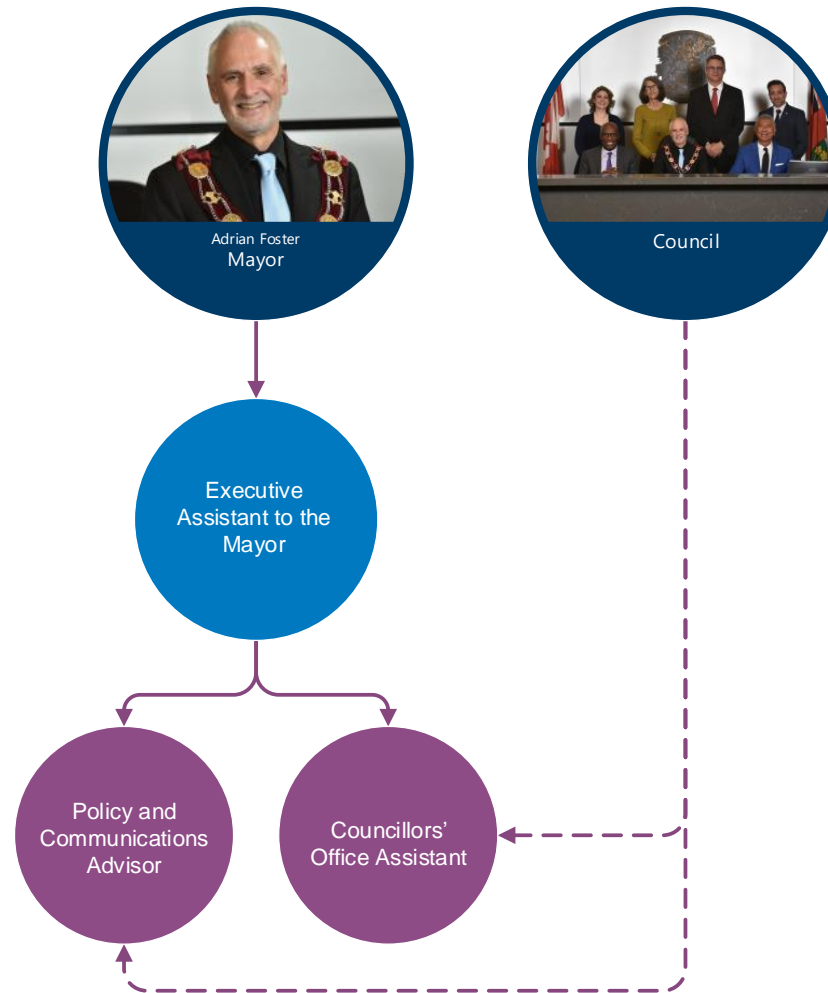 Adrian Foster
Mayor
Council
Executive
Assistant to the
Mayor
Policy and
Communications
Advisor
Councillors’
Office Assistant